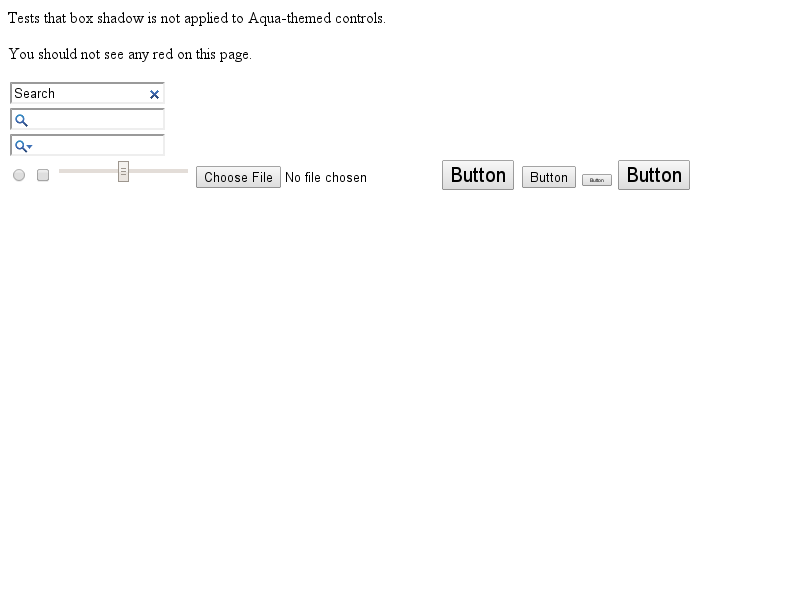 Tests that box shadow is not applied to Aqua-themed controls.
You should not see any red on this page.
Search
Choose File No file chosen Button Button Button Button